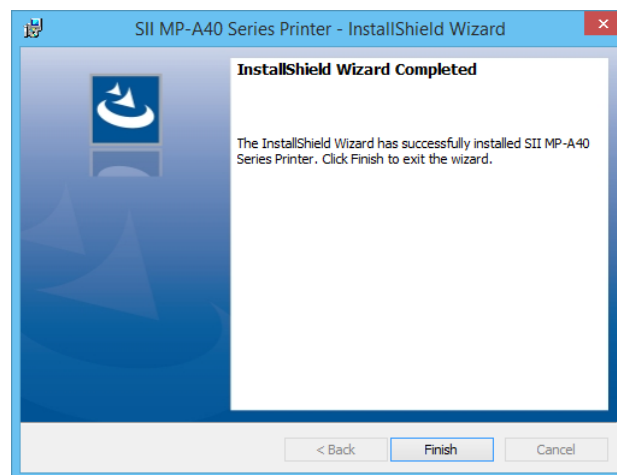 SII MP-A40 Series Printer - InstallShield Wizard
InstallShield Wizard Completed
The InstallShield Wizard has successfully installed SII MP-A40
Series Printer. Click Finish to exit the wizard.
< Back Finish Cancel